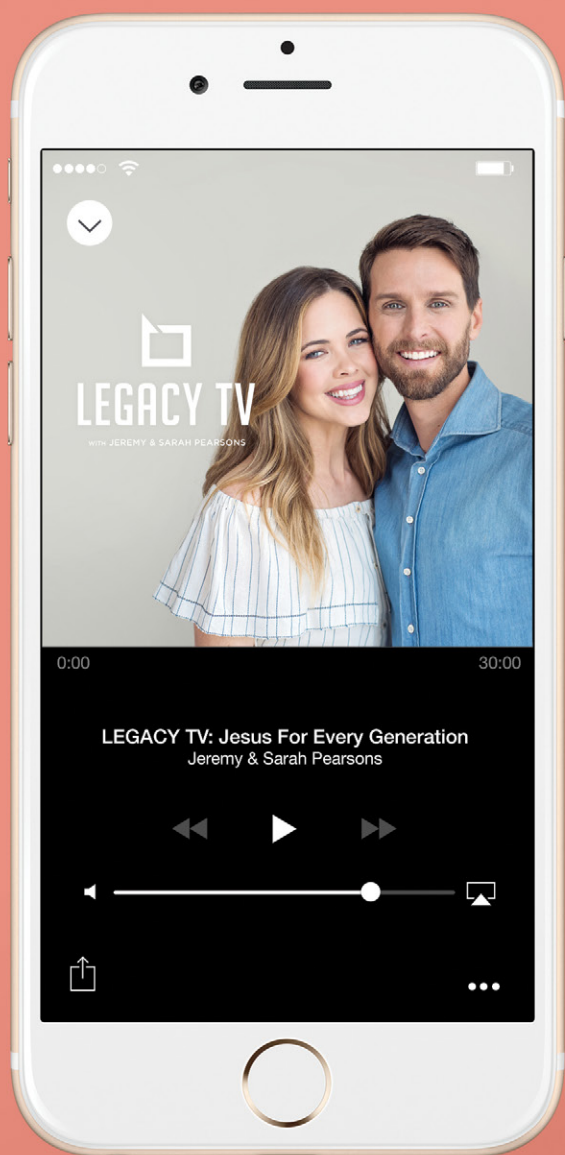 LEGACY TV
WITH JEREMY & SARAH PEARSONS
0:00 30:00
LEGACY TV: Jesus For Every Generation
Jeremy & Sarah Pearsons